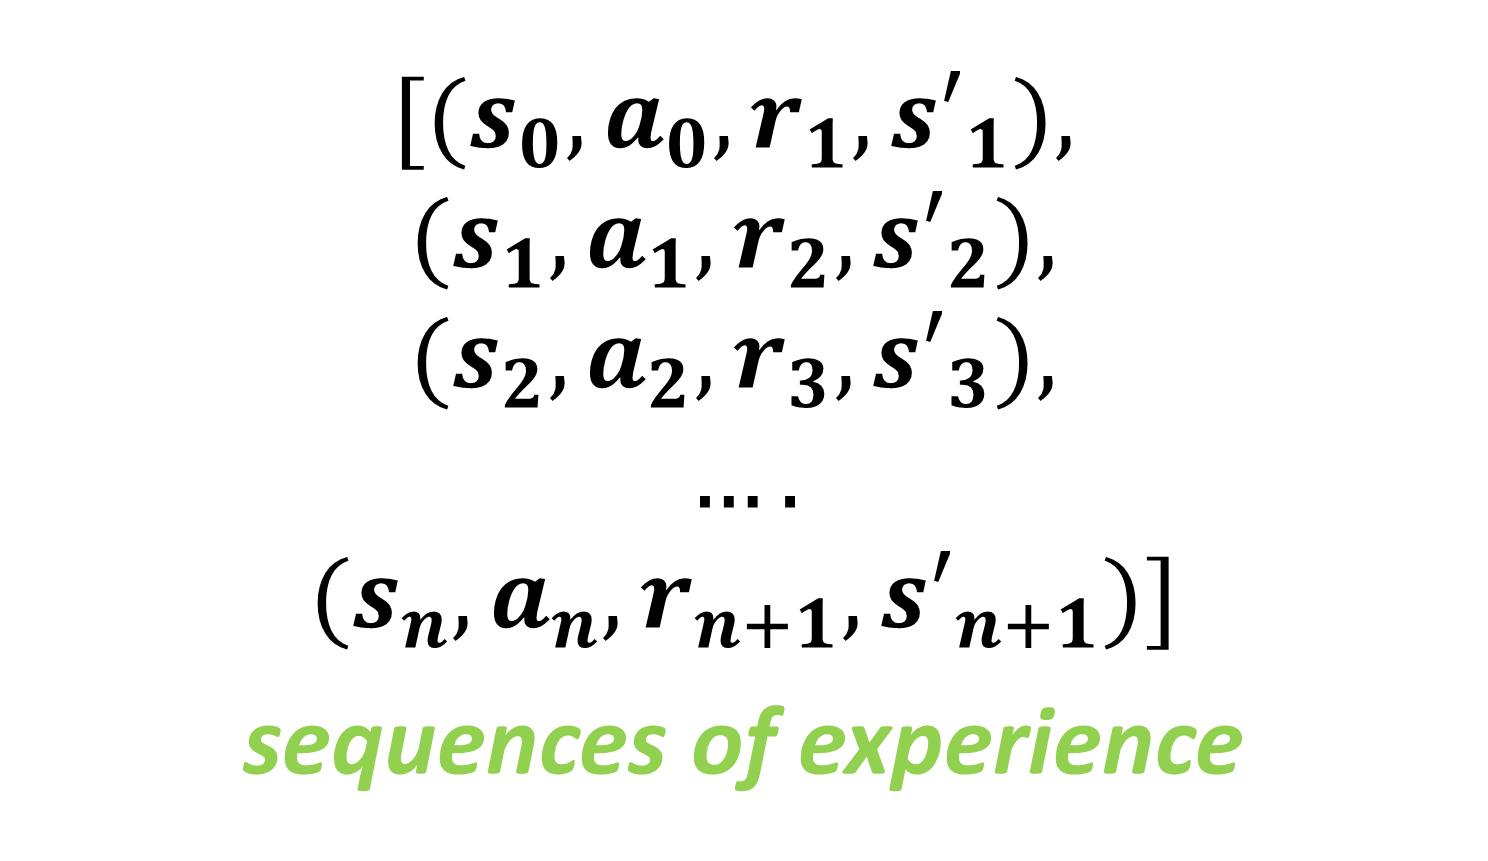 [(s₀, a₀, r₁, s′₁),
(s₁, a₁, r₂, s′₂),
(s₂, a₂, r₃, s′₃),
… .
(sₙ, aₙ, rₙ₊₁, s′ₙ₊₁)]
sequences of experience